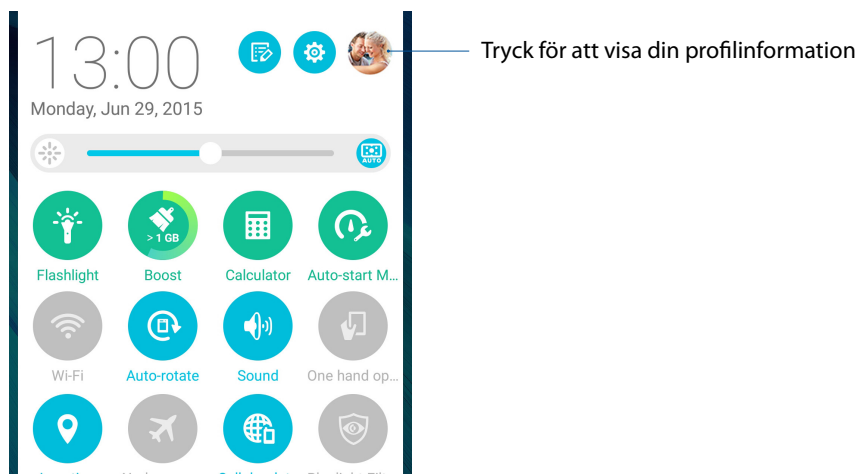 13:00
Tryck för att visa din profilinformation
Monday, Jun 29, 2015
AUTO
> 1 GB
Flashlight Boost Calculator Auto-start M...
Wi-Fi Auto-rotate Sound One hand op...